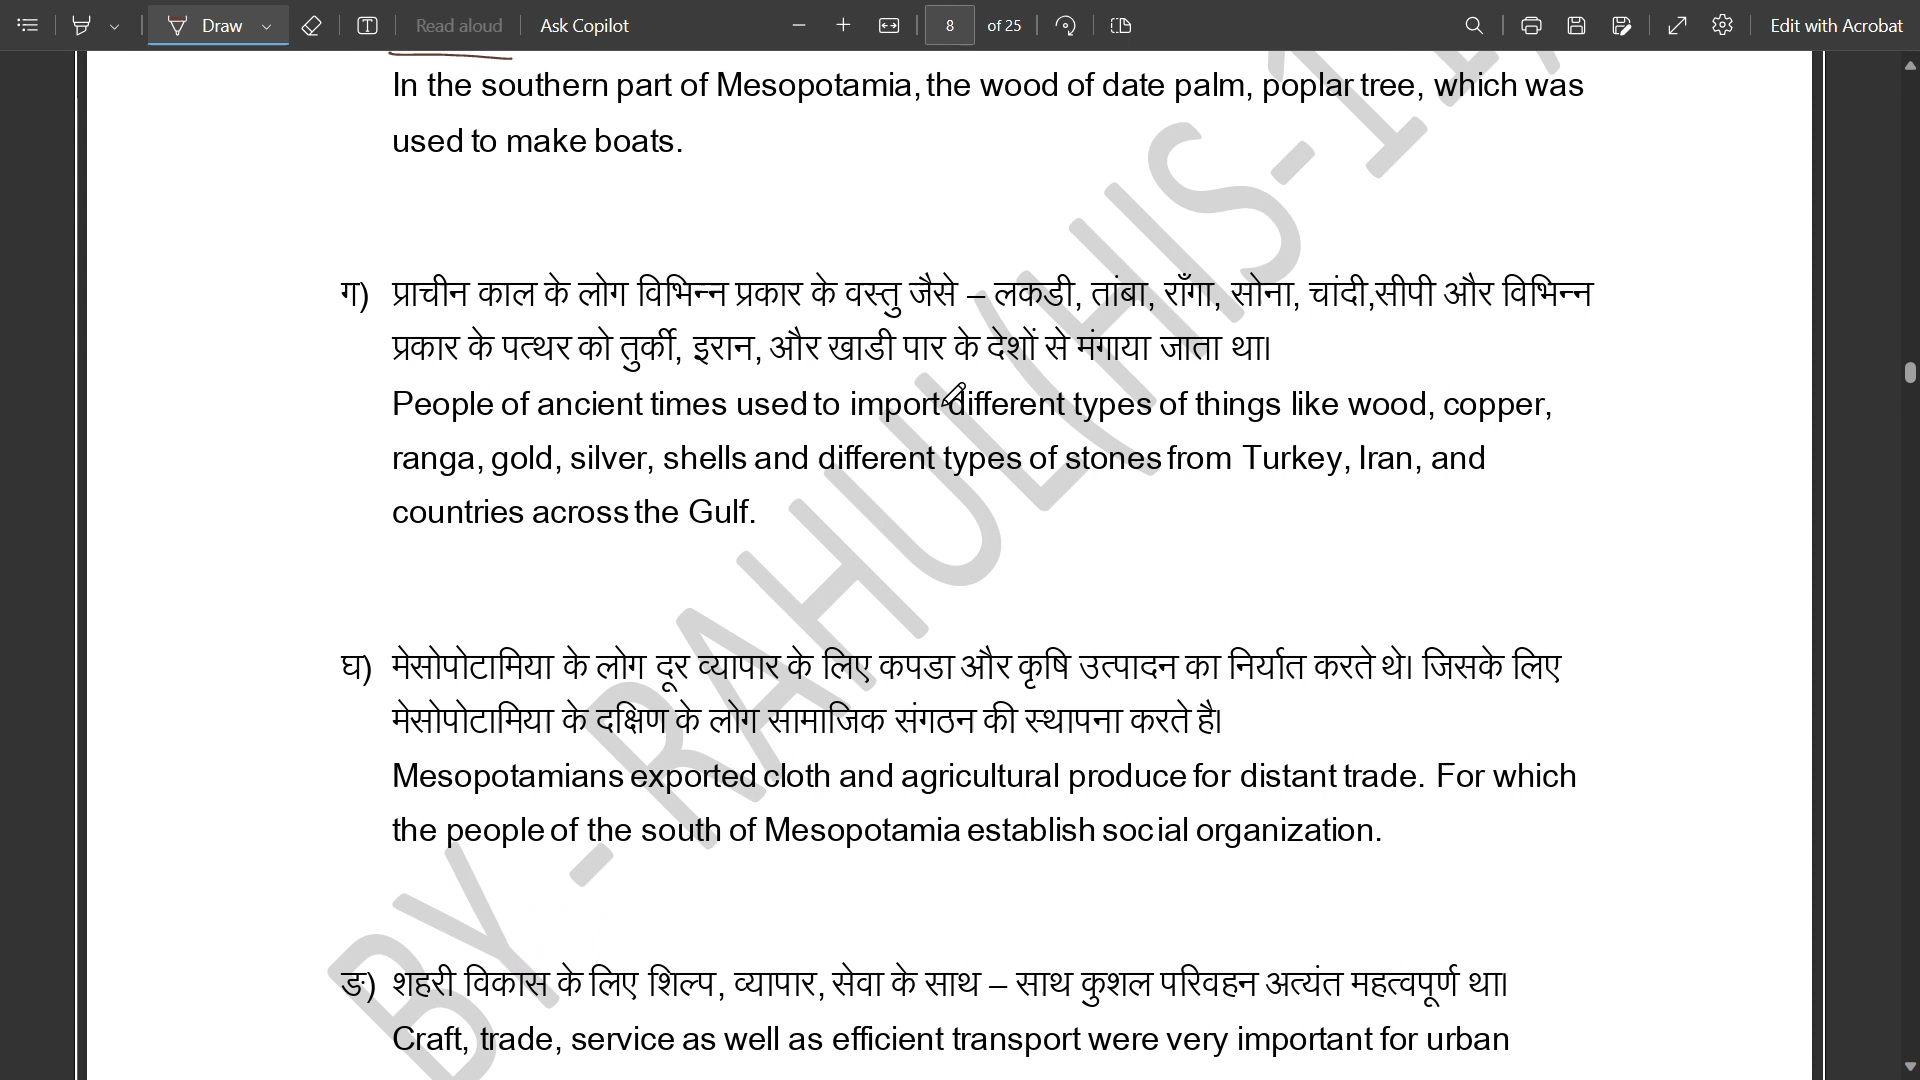 Draw
Read aloud
Ask Copilot
8
of 25
Edit with Acrobat
In the southern part of Mesopotamia, the wood of date palm, poplar tree, which was
used to make boats.
ग) प्राचीन काल के लोग विभिन्न प्रकार के वस्तु जैसे – लकडी, तांबा, राँगा, सोना, चांदी,सीपी और विभिन्न
प्रकार के पत्थर को तुर्की, इरान, और खाडी पार के देशों से मंगाया जाता था।
People of ancient times used to import different types of things like wood, copper,
ranga, gold, silver, shells and different types of stones from Turkey, Iran, and
countries across the Gulf.
घ) मेसोपोटामिया के लोग दूर व्यापार के लिए कपडा और कृषि उत्पादन का निर्यात करते थे। जिसके लिए
मेसोपोटामिया के दक्षिण के लोग सामाजिक संगठन की स्थापना करते है।
Mesopotamians exported cloth and agricultural produce for distant trade. For which
the people of the south of Mesopotamia establish social organization.
ङ) शहरी विकास के लिए शिल्प, व्यापार, सेवा के साथ – साथ कुशल परिवहन अत्यंत महत्वपूर्ण था।
Craft, trade, service as well as efficient transport were very important for urban
BY - RAHUL(HIS-11